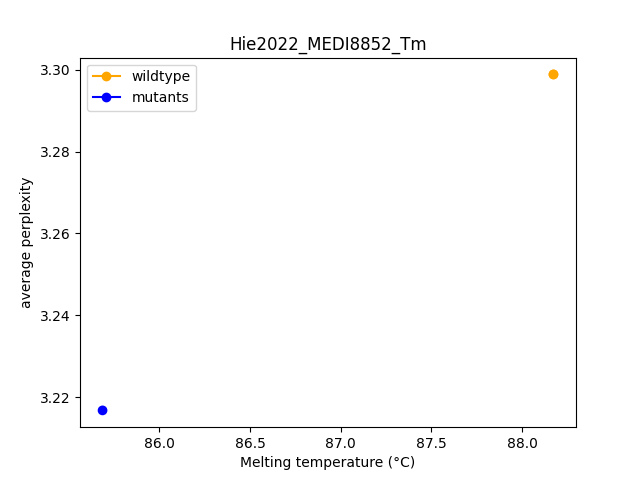 Hie2022_MEDI8852_Tm
wildtype
mutants
3.30
3.28
3.26
3.24
3.22
average perplexity
86.0 86.5 87.0 87.5 88.0
Melting temperature (°C)